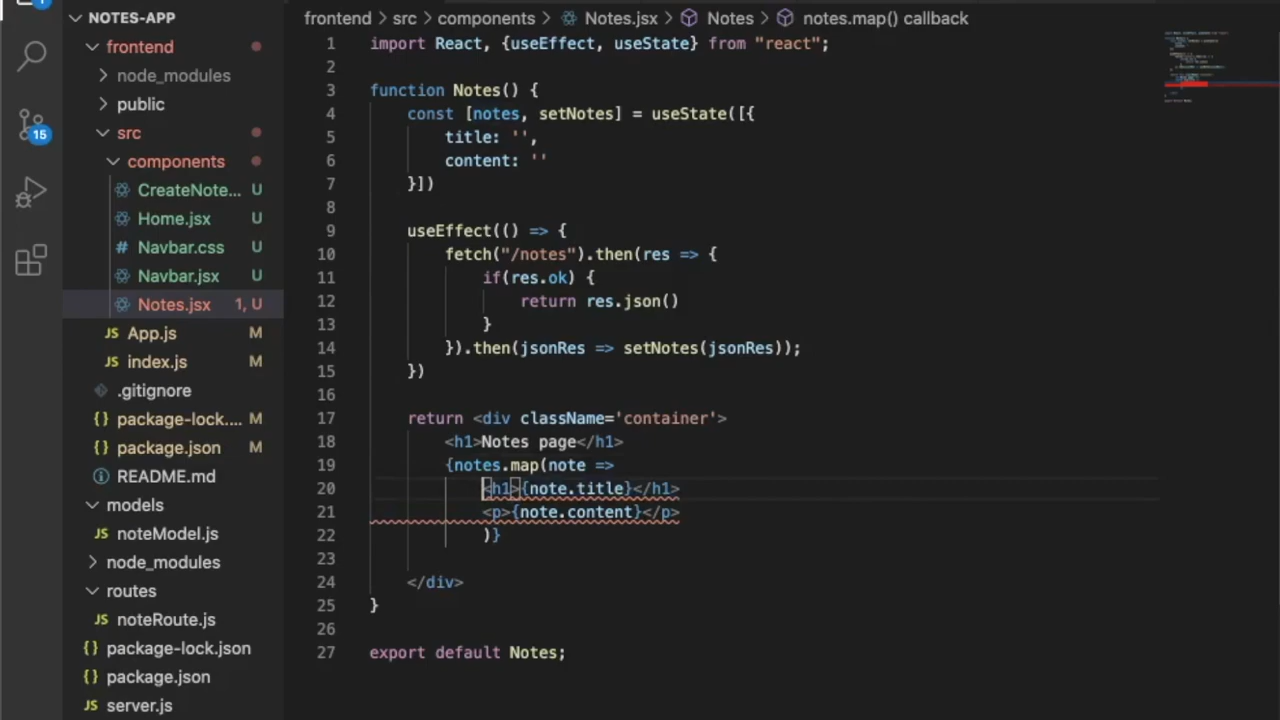 NOTES-APP
frontend
node_modules
public
src
components
CreateNote... U
Home.jsx U
Navbar.css U
Navbar.jsx U
Notes.jsx 1, U
App.js M
index.js M
.gitignore
package-lock.... M
package.json M
README.md
models
noteModel.js
node_modules
routes
noteRoute.js
package-lock.json
package.json
server.js
15
frontend > src > components > Notes.jsx > Notes > notes.map() callback
1 import React, {useEffect, useState} from "react";
2
3 function Notes() {
4 const [notes, setNotes] = useState([{
5 title: '',
6 content: ''
7 }])
8
9 useEffect(() => {
10 fetch("/notes").then(res => {
11 if(res.ok) {
12 return res.json()
13 }
14 }).then(jsonRes => setNotes(jsonRes));
15 })
16
17 return <div className='container'>
18 <h1>Notes page</h1>
19 {notes.map(note =>
20 <h1>{note.title}</h1>
21 <p>{note.content}</p>
22 )}
23
24 </div>
25 }
26
27 export default Notes;